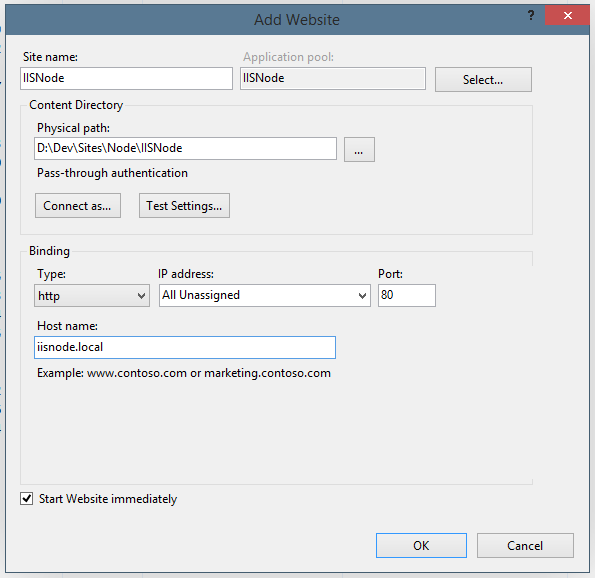 Add Website
?
Site name:
Application pool:
IISNode
IISNode
Select...
Content Directory
Physical path:
D:\Dev\Sites\Node\IISNode
...
Pass-through authentication
Connect as...
Test Settings...
Binding
Type:
IP address:
Port:
http
All Unassigned
80
Host name:
iisnode.local
Example: www.contoso.com or marketing.contoso.com
Start Website immediately
OK
Cancel